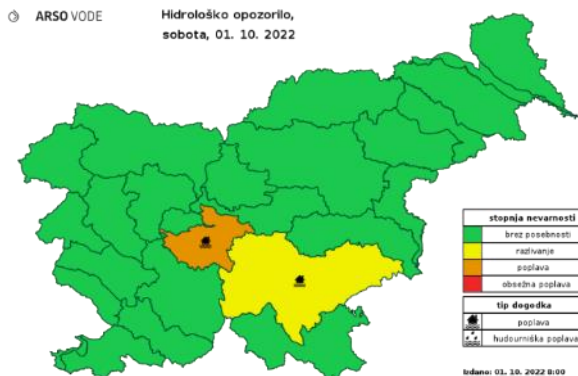 ARSO VODE
Hidrološko opozorilo,
sobota, 01. 10. 2022
stopnja nevarnosti
brez posebnosti
razlivanje
poplava
obsežna poplava
tip dogodka
poplava
hudourniška poplava
Izdano: 01. 10. 2022 8:00